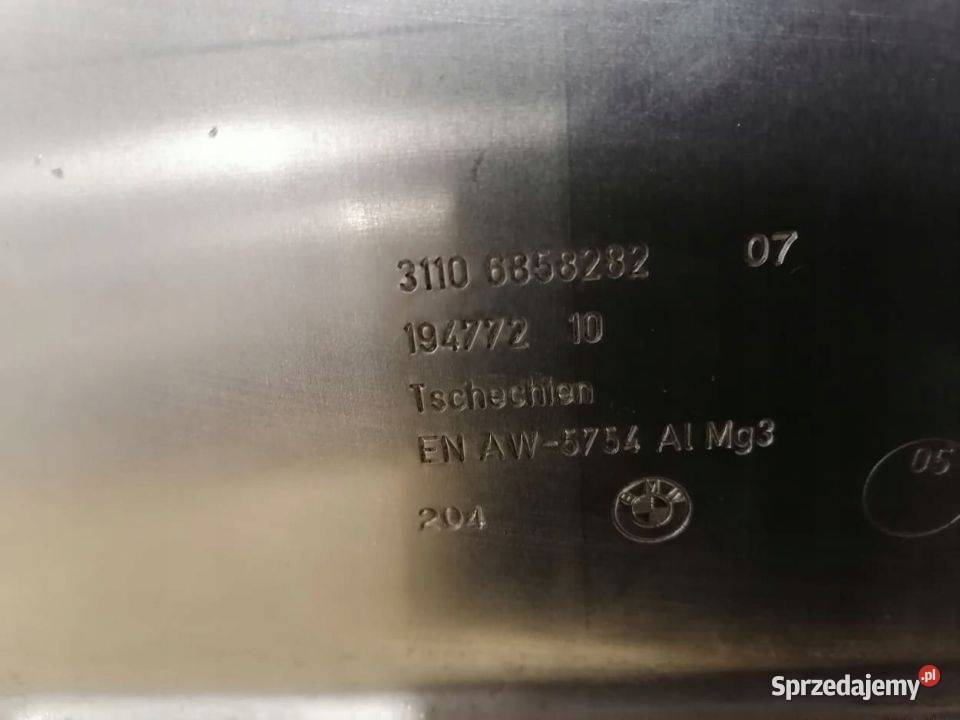 3110 6858282 07
194772 10
Tschechien
EN AW-5754 Al Mg3
204 BMW
05
Sprzedajemy.pl